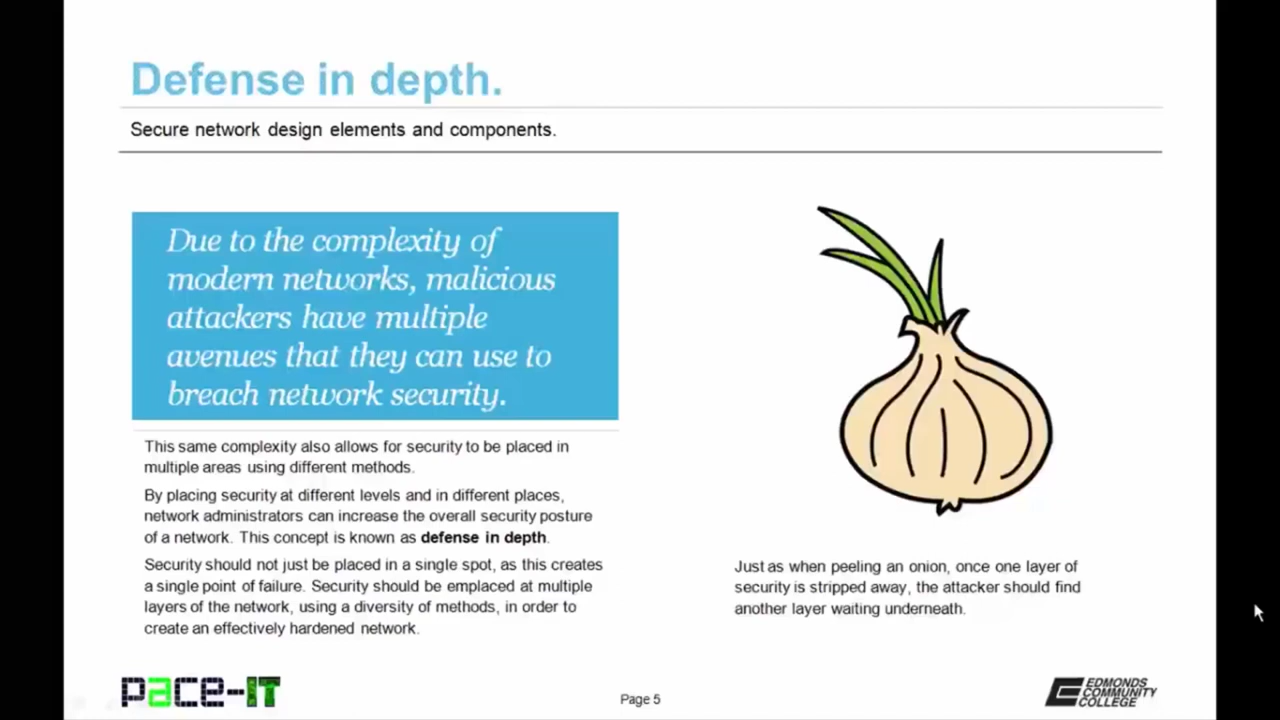 Defense in depth.
Secure network design elements and components.
Due to the complexity of
modern networks, malicious
attackers have multiple
avenues that they can use to
breach network security.
This same complexity also allows for security to be placed in
multiple areas using different methods.
By placing security at different levels and in different places,
network administrators can increase the overall security posture
of a network. This concept is known as defense in depth.
Security should not just be placed in a single spot, as this creates
a single point of failure. Security should be emplaced at multiple
layers of the network, using a diversity of methods, in order to
create an effectively hardened network.
Just as when peeling an onion, once one layer of
security is stripped away, the attacker should find
another layer waiting underneath.
pace-IT
Page 5
EDMONDS
COMMUNITY
COLLEGE